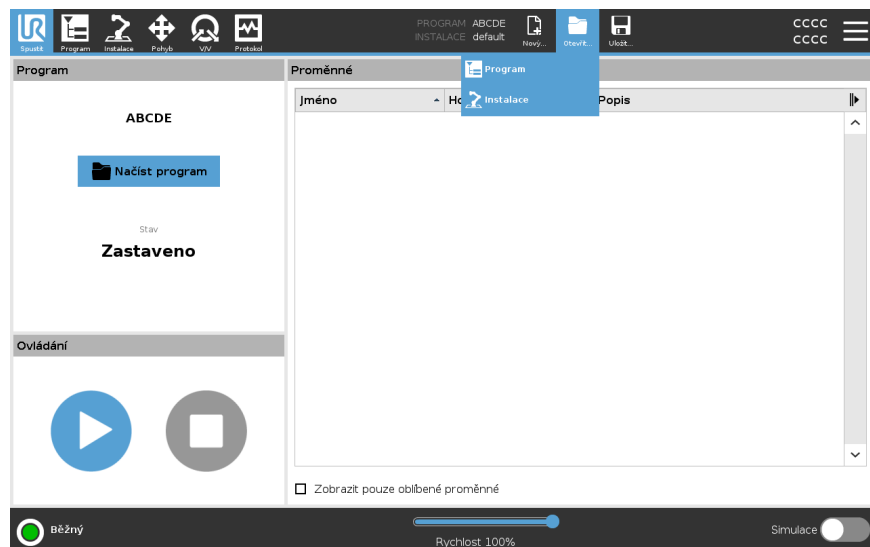 Spustit Program Instalace Pohyb V/V Protokol
PROGRAM ABCDE
INSTALACE default
Nový... Otevřít... Uložit...
CCCC
CCCC
Program
Instalace
Program
ABCDE
Načíst program
Stav
Zastaveno
Ovládání
Proměnné
Jméno Ho Popis
Zobrazit pouze oblíbené proměnné
Běžný
Rychlost 100%
Simulace